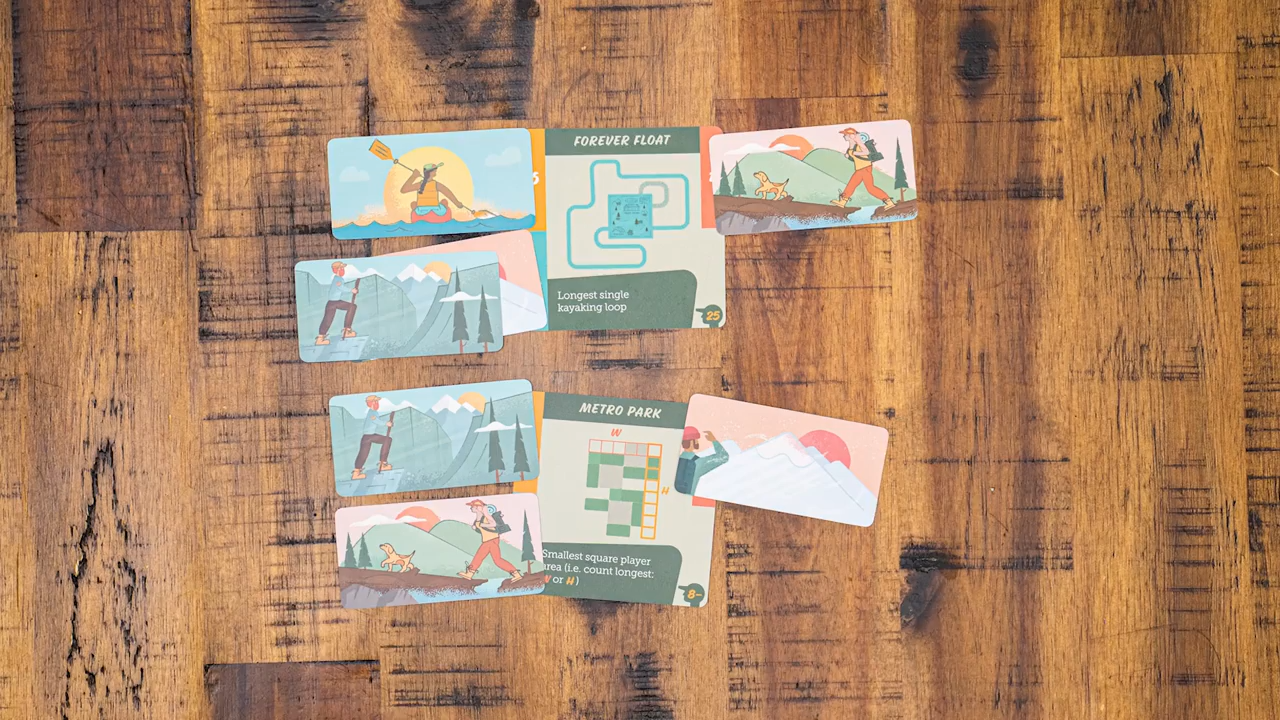 FOREVER FLOAT
Longest single
kayaking loop
25
METRO PARK
W
H
Smallest square player
area (i.e. count longest:
W or H)
8-